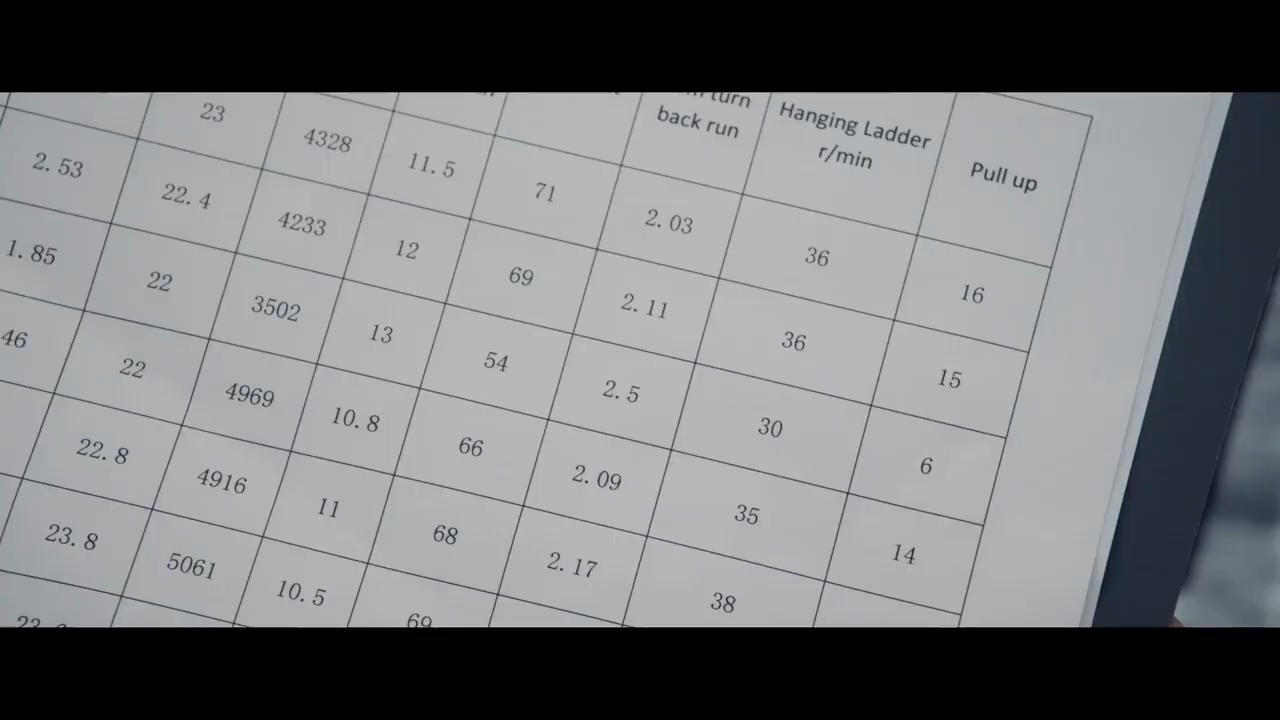 turn
back run
Hanging Ladder
r/min
Pull up
23 4328 11.5 71 2.03 36 16
2.53 22.4 4233 12 69 2.11 36 15
1.85 22 3502 13 54 2.5 30 6
46 22 4969 10.8 66 2.09 35 14
22.8 4916 11 68 2.17 38
23.8 5061 10.5 69